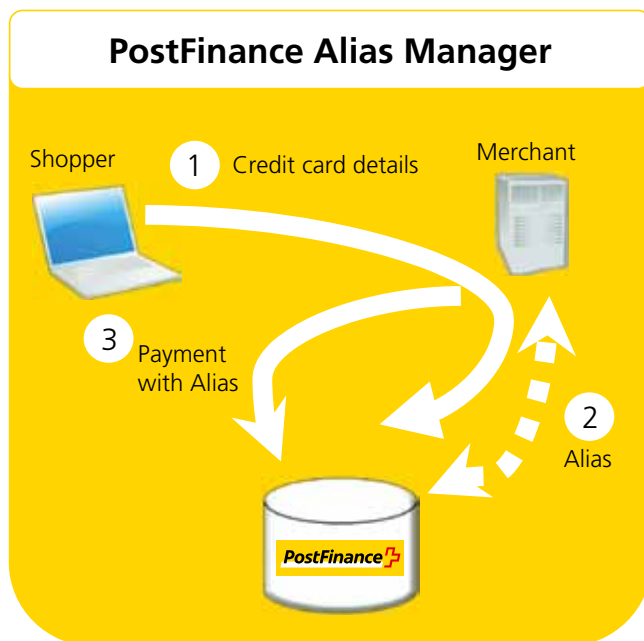 PostFinance Alias Manager
Shopper
1
Credit card details
Merchant
3
Payment
with Alias
2
Alias
PostFinance